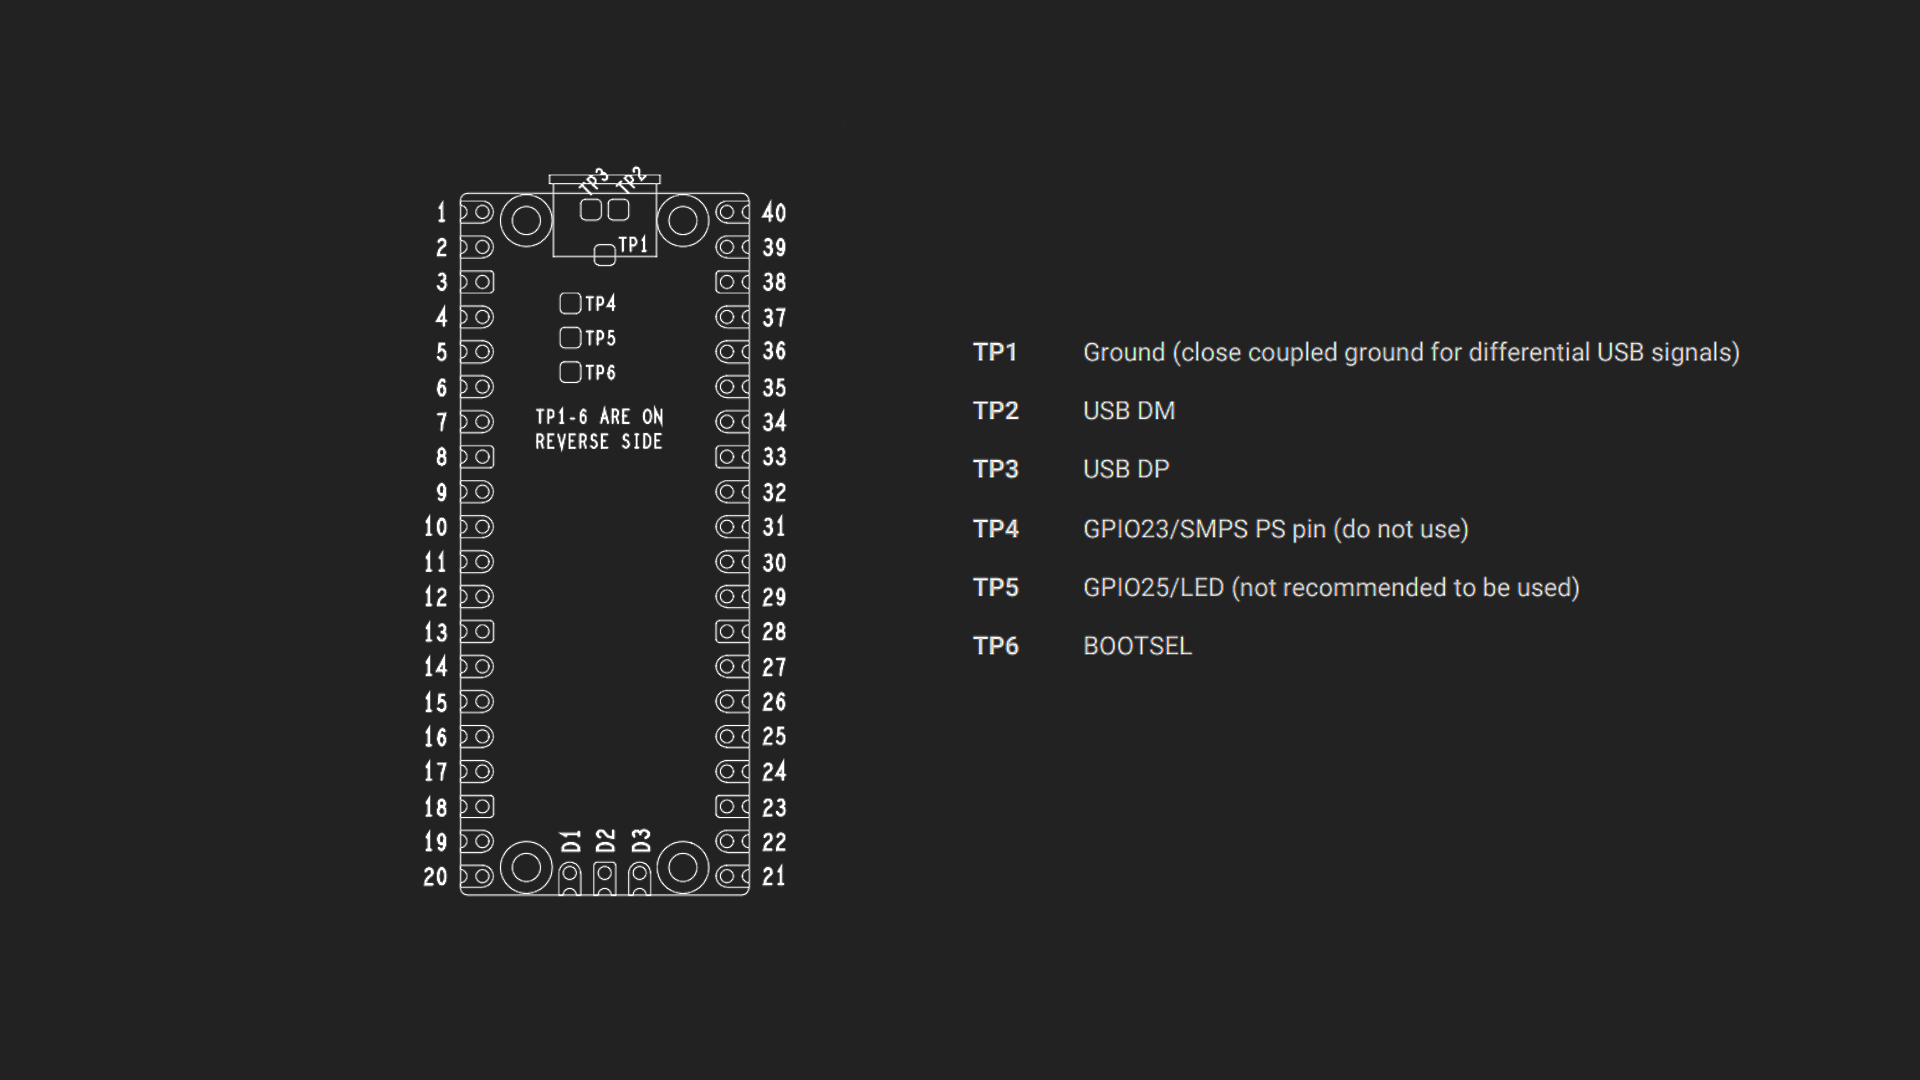 TP3 TP2
1 40
2 TP1 39
3 38
4 TP4 37
5 TP5 36
6 TP6 35
7 TP1-6 ARE ON 34
8 REVERSE SIDE 33
9 32
10 31
11 30
12 29
13 28
14 27
15 26
16 25
17 24
18 23
19 D1 D2 D3 22
20 21
TP1 Ground (close coupled ground for differential USB signals)
TP2 USB DM
TP3 USB DP
TP4 GPIO23/SMPS PS pin (do not use)
TP5 GPIO25/LED (not recommended to be used)
TP6 BOOTSEL